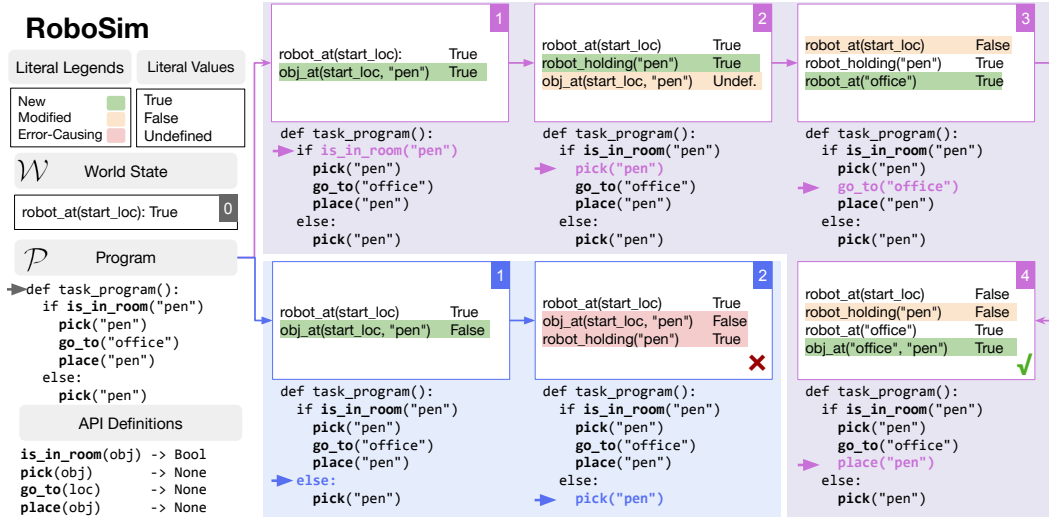 RoboSim
Literal Legends
Literal Values
New
Modified
Error-Causing
True
False
Undefined
𝒲 World State
robot_at(start_loc): True
0
𝒫 Program
def task_program():
if is_in_room("pen")
pick("pen")
go_to("office")
place("pen")
else:
pick("pen")
API Definitions
is_in_room(obj) -> Bool
pick(obj) -> None
go_to(loc) -> None
place(obj) -> None
1
robot_at(start_loc): True
obj_at(start_loc, "pen") True
def task_program():
if is_in_room("pen")
pick("pen")
go_to("office")
place("pen")
else:
pick("pen")
2
robot_at(start_loc) True
robot_holding("pen") True
obj_at(start_loc, "pen") Undef.
def task_program():
if is_in_room("pen")
pick("pen")
go_to("office")
place("pen")
else:
pick("pen")
3
robot_at(start_loc) False
robot_holding("pen") True
robot_at("office") True
def task_program():
if is_in_room("pen")
pick("pen")
go_to("office")
place("pen")
else:
pick("pen")
1
robot_at(start_loc) True
obj_at(start_loc, "pen") False
def task_program():
if is_in_room("pen")
pick("pen")
go_to("office")
place("pen")
else:
pick("pen")
2
robot_at(start_loc) True
obj_at(start_loc, "pen") False
robot_holding("pen") True
def task_program():
if is_in_room("pen")
pick("pen")
go_to("office")
place("pen")
else:
pick("pen")
4
robot_at(start_loc) False
robot_holding("pen") False
robot_at("office") True
obj_at("office", "pen") True
def task_program():
if is_in_room("pen")
pick("pen")
go_to("office")
place("pen")
else:
pick("pen")